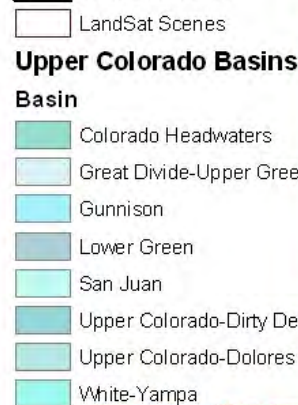 LandSat Scenes
Upper Colorado Basins
Basin
Colorado Headwaters
Great Divide-Upper Gree
Gunnison
Lower Green
San Juan
Upper Colorado-Dirty De
Upper Colorado-Dolores
White-Yampa